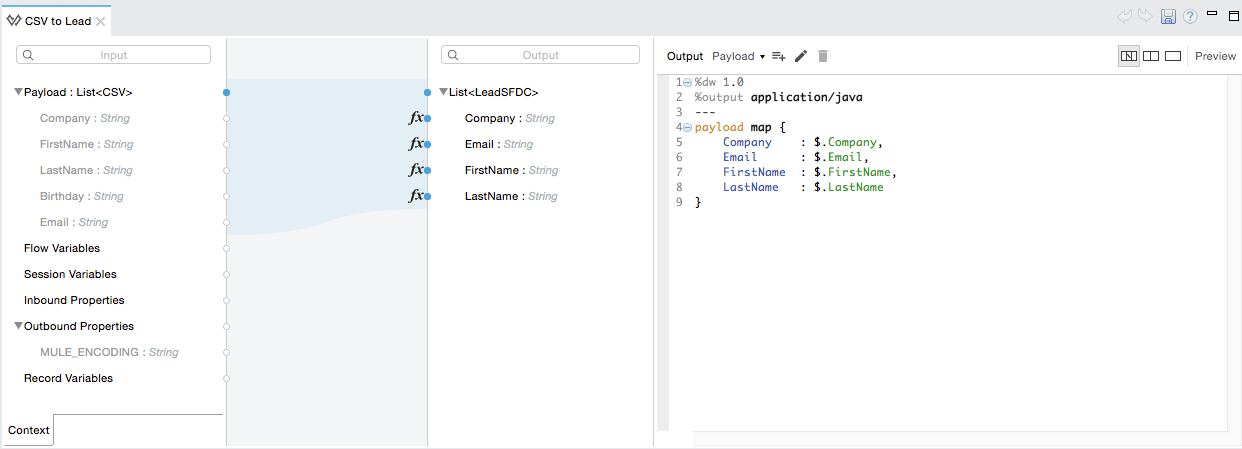 CSV to Lead
Input
Payload : List<CSV>
Company : String
FirstName : String
LastName : String
Birthday : String
Email : String
Flow Variables
Session Variables
Inbound Properties
Outbound Properties
MULE_ENCODING : String
Record Variables
Context
fx
fx
fx
fx
Output
List<LeadSFDC>
Company : String
Email : String
FirstName : String
LastName : String
Output Payload Preview
1 %dw 1.0
2 %output application/java
3 ---
4 payload map {
5 Company : $.Company,
6 Email : $.Email,
7 FirstName : $.FirstName,
8 LastName : $.LastName
9 }